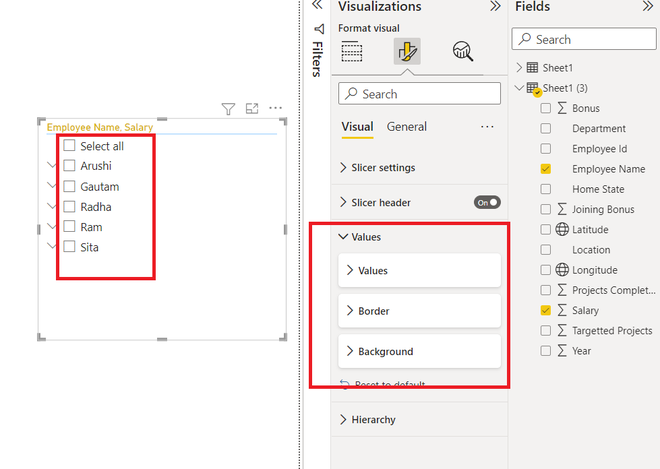 Visualizations
Fields
Format visual
Filters
Search
Search
Sheet1
Sheet1 (3)
Visual
General
Bonus
Department
Employee Id
Employee Name
Home State
Joining Bonus
Latitude
Location
Longitude
Projects Complet...
Salary
Targetted Projects
Year
Slicer settings
Slicer header
On
Values
Values
Border
Background
Reset to default
Hierarchy
Employee Name, Salary
Select all
Arushi
Gautam
Radha
Ram
Sita